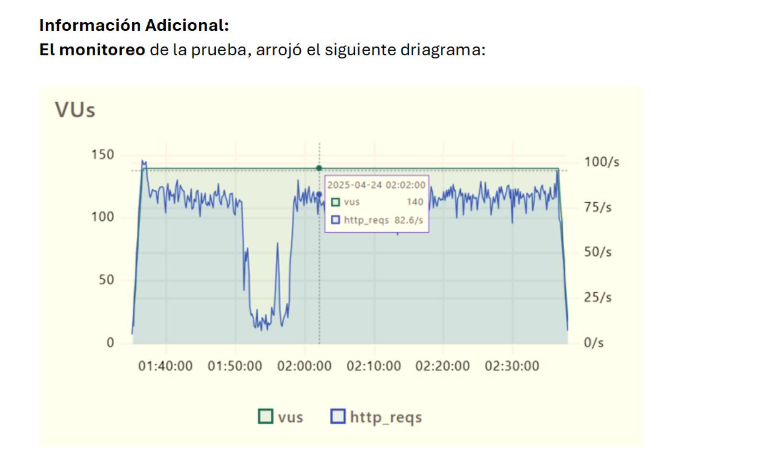 Información Adicional:
El monitoreo de la prueba, arrojó el siguiente driagrama:
VUs
150
100
50
0
100/s
75/s
50/s
25/s
0/s
2025-04-24 02:02:00
vus 140
http_reqs 82.6/s
01:40:00 01:50:00 02:00:00 02:10:00 02:20:00 02:30:00
vus http_reqs